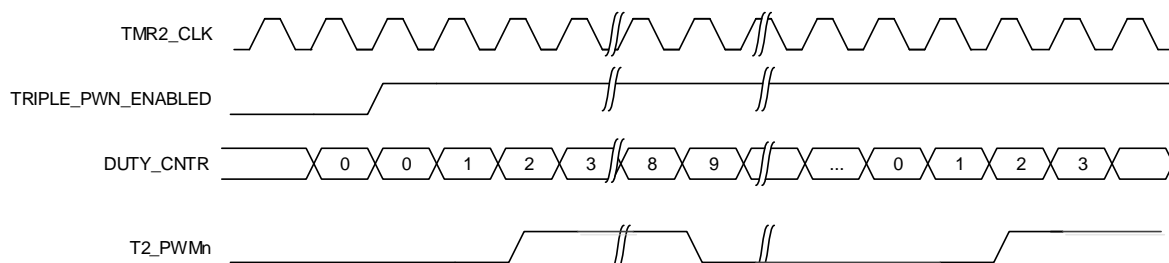 TMR2_CLK
TRIPLE_PWN_ENABLED
DUTY_CNTR 0 0 1 2 3 8 9 ... 0 1 2 3
T2_PWMn